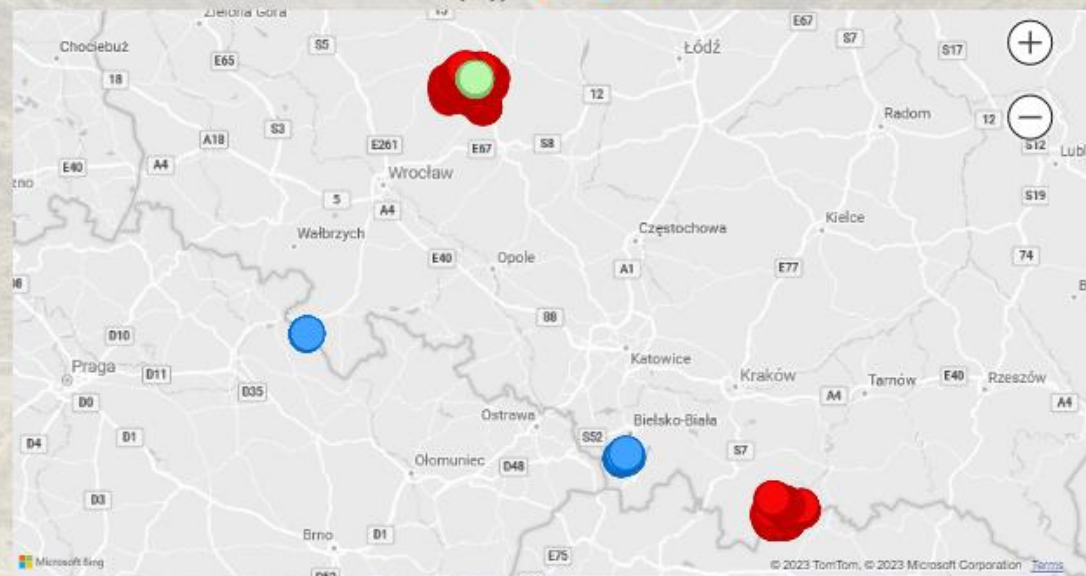 Zielona Góra
E67
S5
S7
Chociebuż
Łódź
S17
E65
18
12
Radom
S3
12
A18
E261
E67
S8
S12
E40
A4
Wrocław
5
S19
A4
Kielce
Wałbrzych
Częstochowa
E40
Opole
74
A1
E77
88
D10
Praga
D11
Katowice
Kraków
Tarnów
E40
Rzeszów
D35
A4
A4
D0
Ostrawa
Bielsko-Biała
D4
D1
S52
S7
Ołomuniec
D48
D3
Brno
D1
E75
Microsoft Bing
© 2023 TomTom, © 2023 Microsoft Corporation Terms